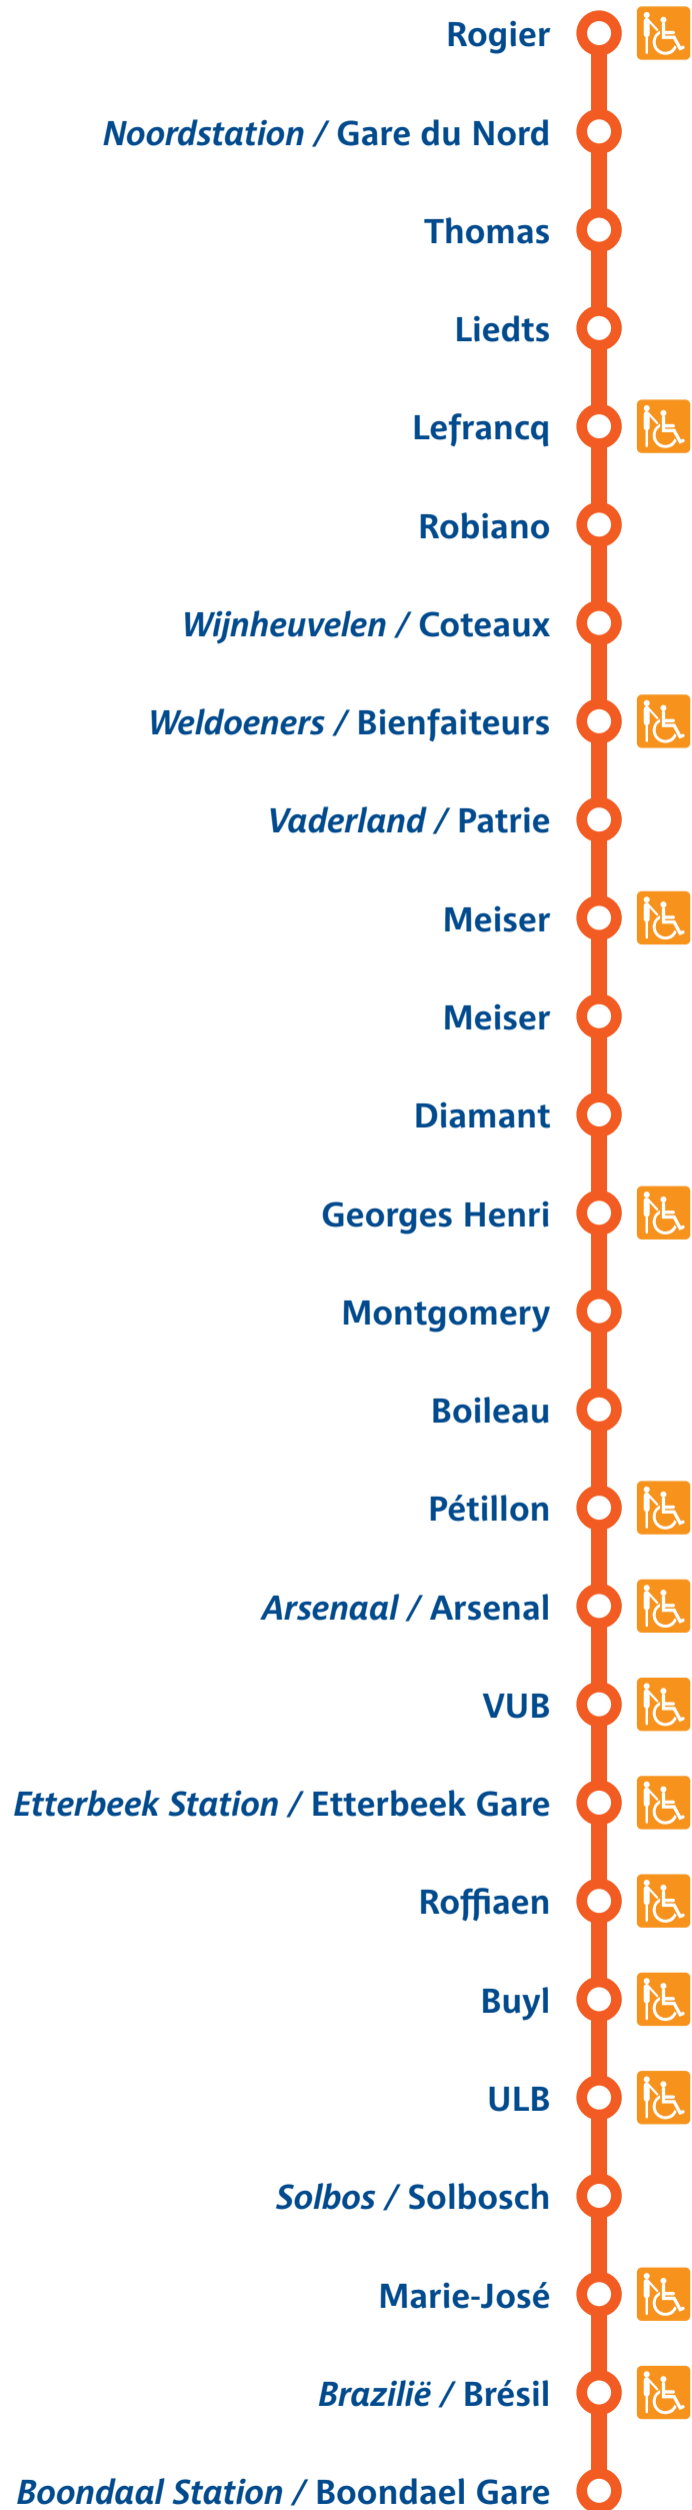 Rogier
Noordstation / Gare du Nord
Thomas
Liedts
Lefrancq
Robiano
Wijnheuvelen / Coteaux
Weldoeners / Bienfaiteurs
Vaderland / Patrie
Meiser
Meiser
Diamant
Georges Henri
Montgomery
Boileau
Pétillon
Arsenaal / Arsenal
VUB
Etterbeek Station / Etterbeek Gare
Roffiaen
Buyl
ULB
Solbos / Solbosch
Marie-José
Brazilië / Brésil
Boondaal Station / Boondael Gare